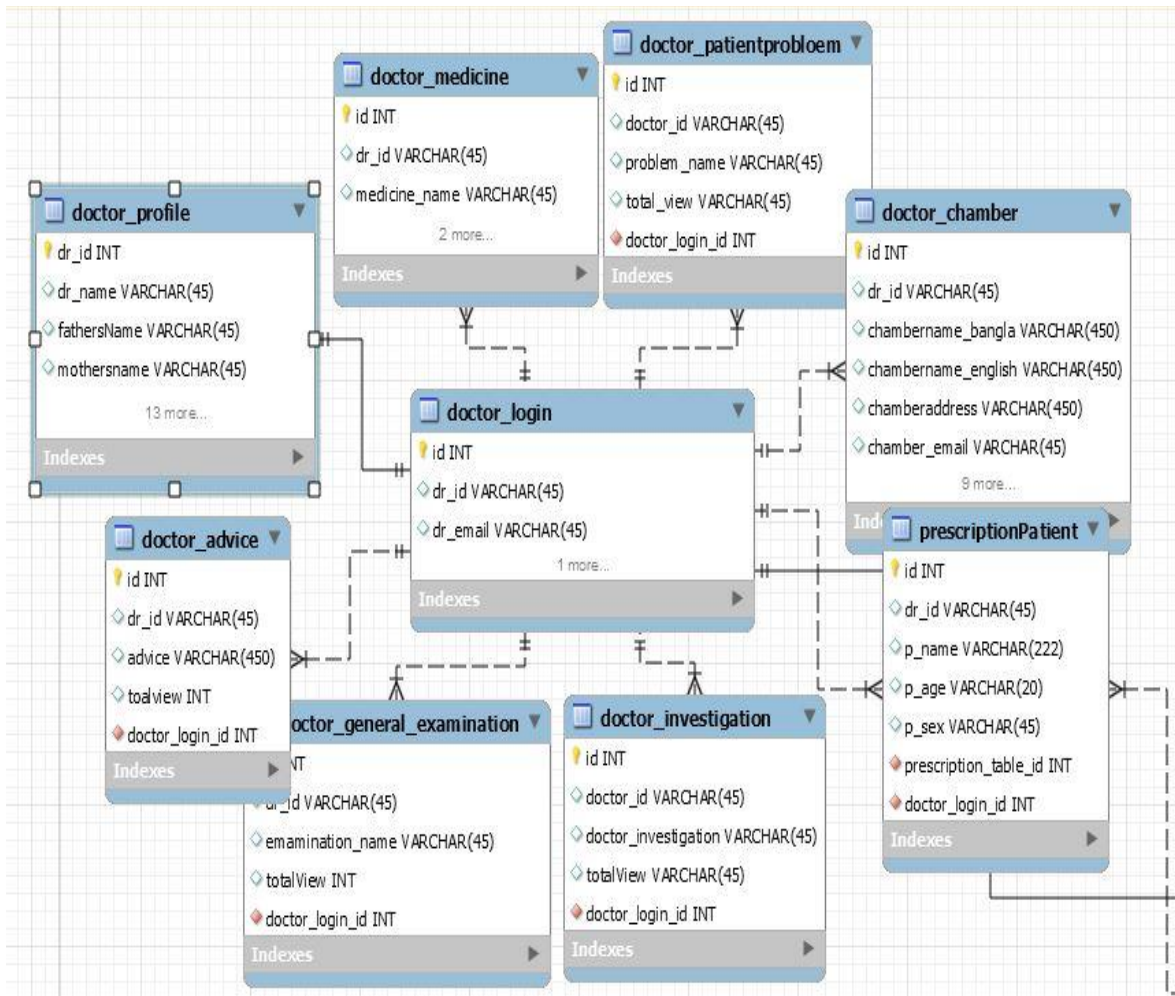 doctor_patientprobloem
id INT
doctor_id VARCHAR(45)
problem_name VARCHAR(45)
total_view VARCHAR(45)
doctor_login_id INT
doctor_medicine
id INT
dr_id VARCHAR(45)
medicine_name VARCHAR(45)
2 more...
Indexes
doctor_profile
dr_id INT
dr_name VARCHAR(45)
fathersName VARCHAR(45)
mothersname VARCHAR(45)
13 more...
Indexes
doctor_chamber
id INT
dr_id VARCHAR(45)
chambername_bangla VARCHAR(450)
chambername_english VARCHAR(450)
chamberaddress VARCHAR(450)
chamber_email VARCHAR(45)
9 more...
doctor_login
id INT
dr_id VARCHAR(45)
dr_email VARCHAR(45)
1 more...
Indexes
doctor_advice
id INT
dr_id VARCHAR(45)
advice VARCHAR(450)
toalview INT
doctor_login_id INT
Indexes
prescriptionPatient
id INT
dr_id VARCHAR(45)
p_name VARCHAR(222)
p_age VARCHAR(20)
p_sex VARCHAR(45)
prescription_table_id INT
doctor_login_id INT
Indexes
octor_general_examination
INT
dr_id VARCHAR(45)
emamination_name VARCHAR(45)
totalView INT
doctor_login_id INT
Indexes
doctor_investigation
id INT
doctor_id VARCHAR(45)
doctor_investigation VARCHAR(45)
totalView VARCHAR(45)
doctor_login_id INT
Indexes